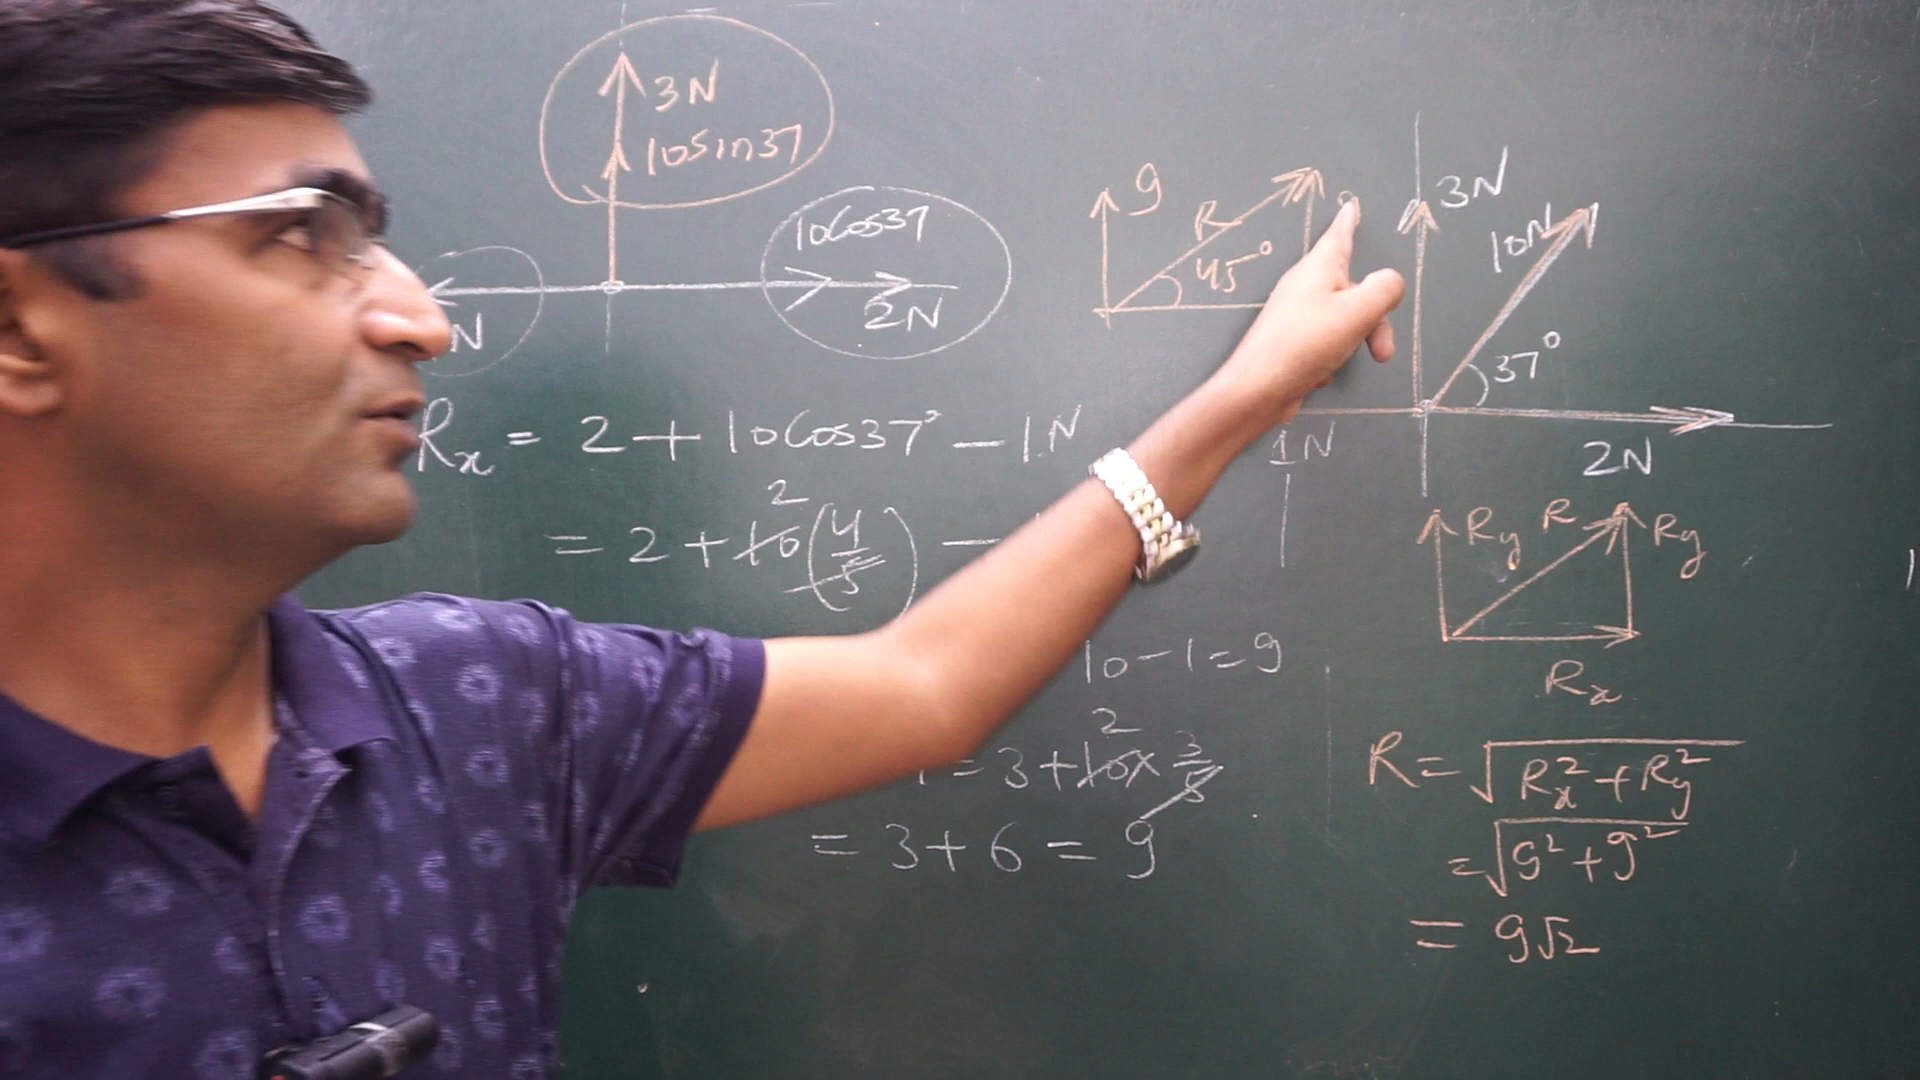 3N
10Sin37
10Cos37
2N
N
Rx = 2 + 10Cos37° - 1N
= 2 + 10 (4/5) -
2
10 - 1 = 9
= 3 + 10 x 3/5
2
= 3 + 6 = 9
9
R
45°
3N
10N
37°
1N
2N
Ry
R
Ry
Rx
R = √Rx² + Ry²
= √9² + 9²
= 9√2